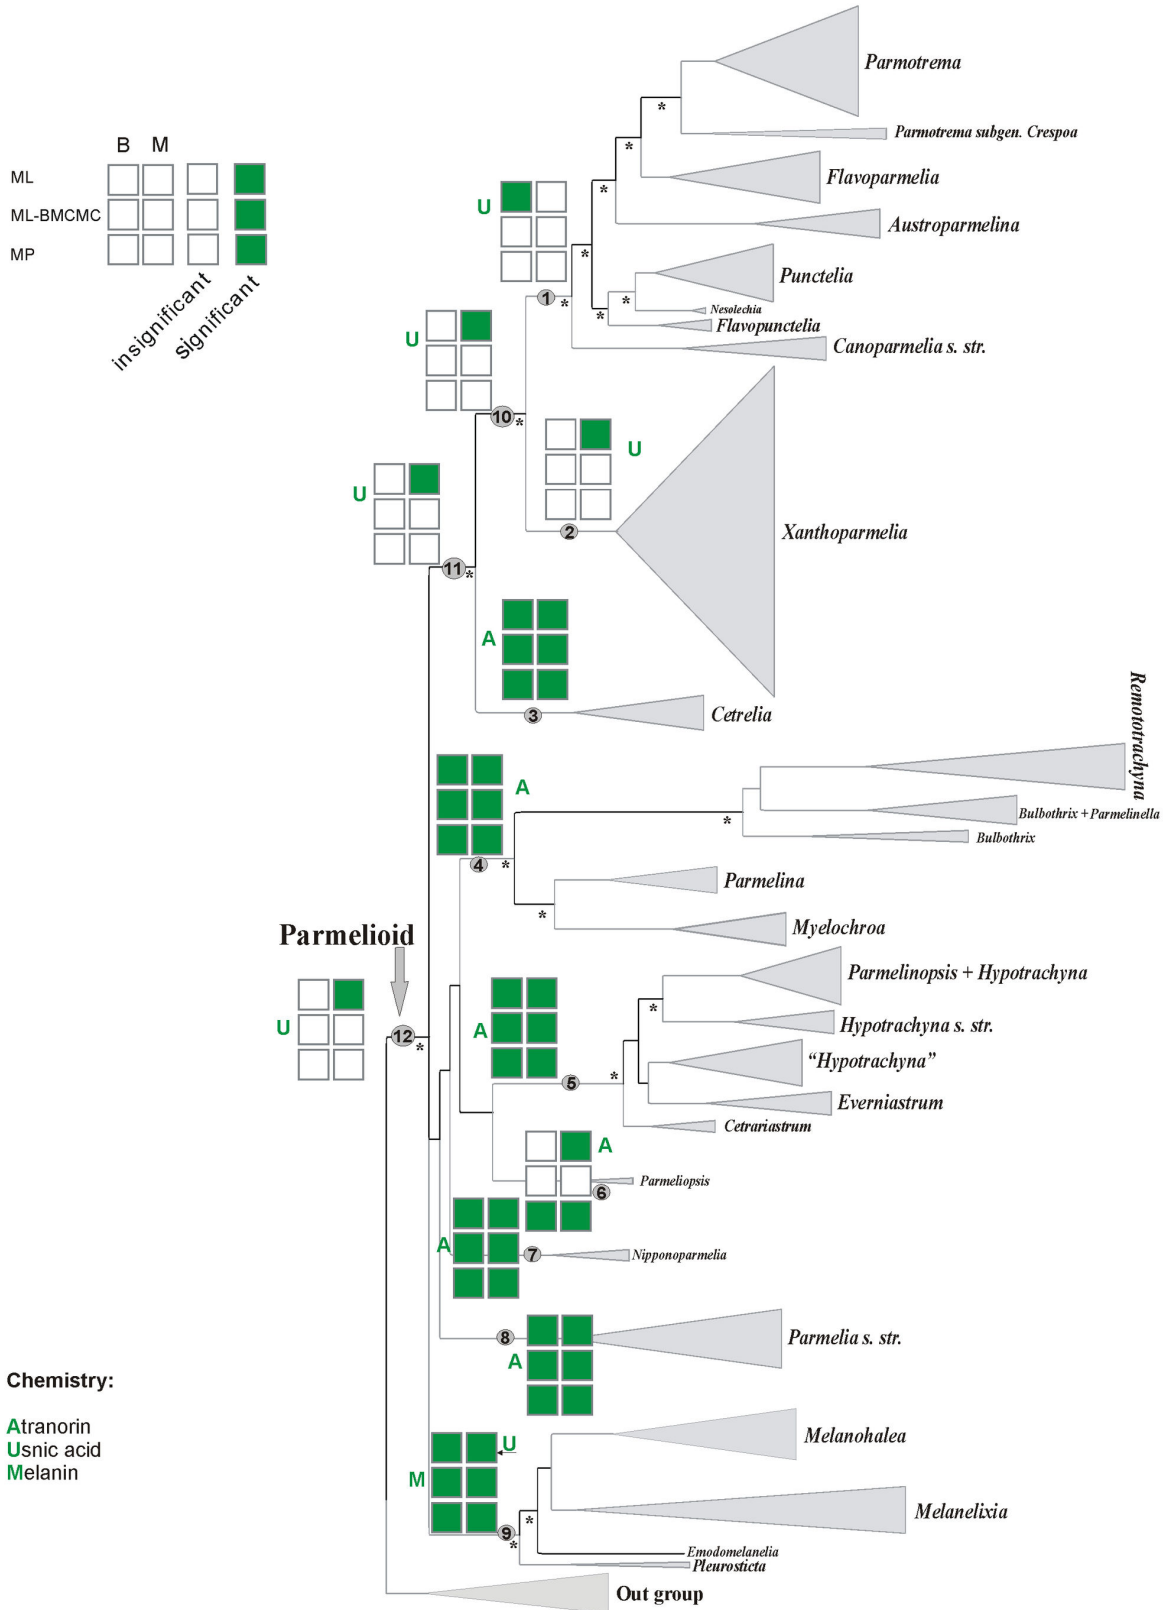 B M
ML
ML-BMCMC
MP
insignificant
significant
Parmotrema
*
Parmotrema subgen. Crespoa
*
Flavoparmelia
*
U
Austroparmelina
*
Punctelia
*
1
*
Nesolechia
*
Flavopunctelia
U
Canoparmelia s. str.
10
*
U
U
2
Xanthoparmelia
11
*
A
3
Cetrelia
Remototrachyna
A
Bulbothrix + Parmelinella
*
Bulbothrix
4
*
Parmelina
*
Myelochroa
Parmelioid
Parmelinopsis + Hypotrachyna
*
Hypotrachyna s. str.
U
12
*
A
“Hypotrachyna”
5
*
Everniastrum
Cetrariastrum
A
Parmeliopsis
6
A
7
Nipponoparmelia
8
Parmelia s. str.
A
Chemistry:
Atranorin
Usnic acid
Melanin
U
Melanohalea
M
Melanelixia
*
9
*
Emodomelanelia
Pleurosticta
Out group